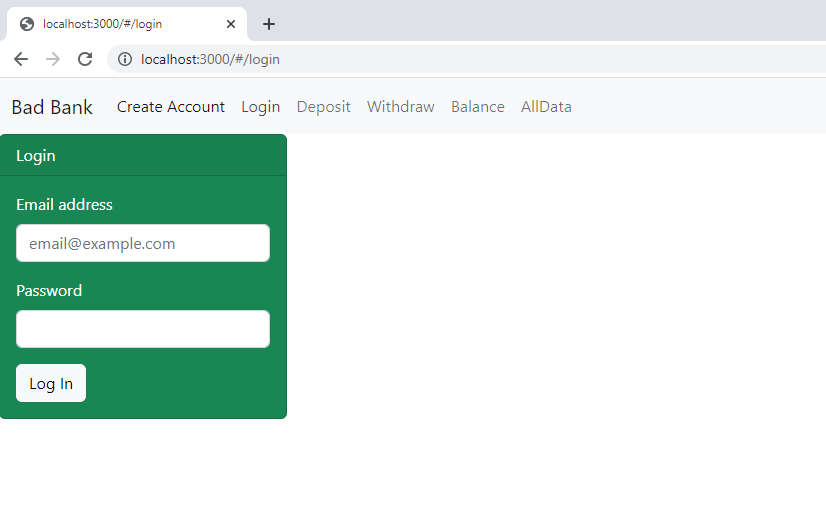 localhost:3000/#/login
localhost:3000/#/login
Bad Bank Create Account Login Deposit Withdraw Balance AllData
Login
Email address
email@example.com
Password
Log In